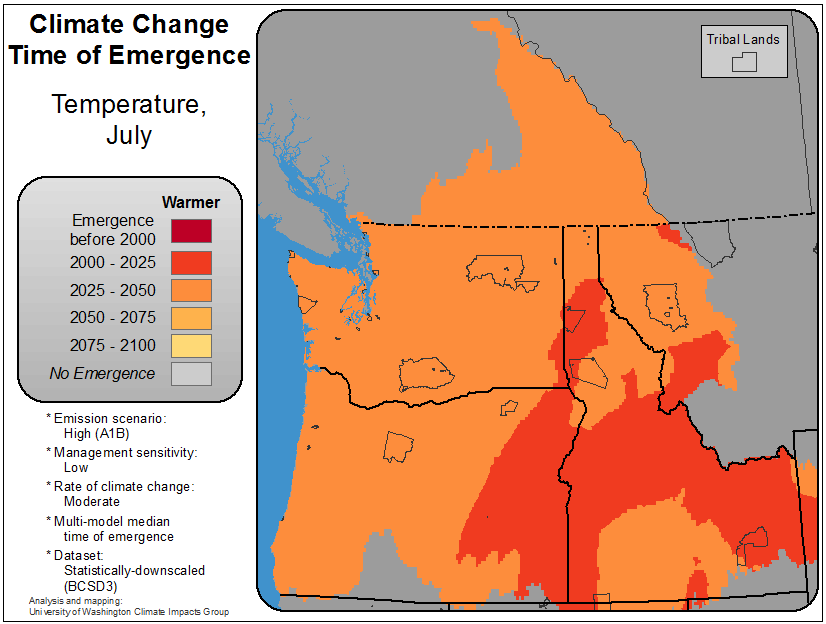 Climate Change
Time of Emergence
Temperature,
July
Warmer
Emergence
before 2000
2000 - 2025
2025 - 2050
2050 - 2075
2075 - 2100
No Emergence
* Emission scenario:
High (A1B)
* Management sensitivity:
Low
* Rate of climate change:
Moderate
* Multi-model median
time of emergence
* Dataset:
Statistically-downscaled
(BCSD3)
Analysis and mapping:
University of Washington Climate Impacts Group
Tribal Lands